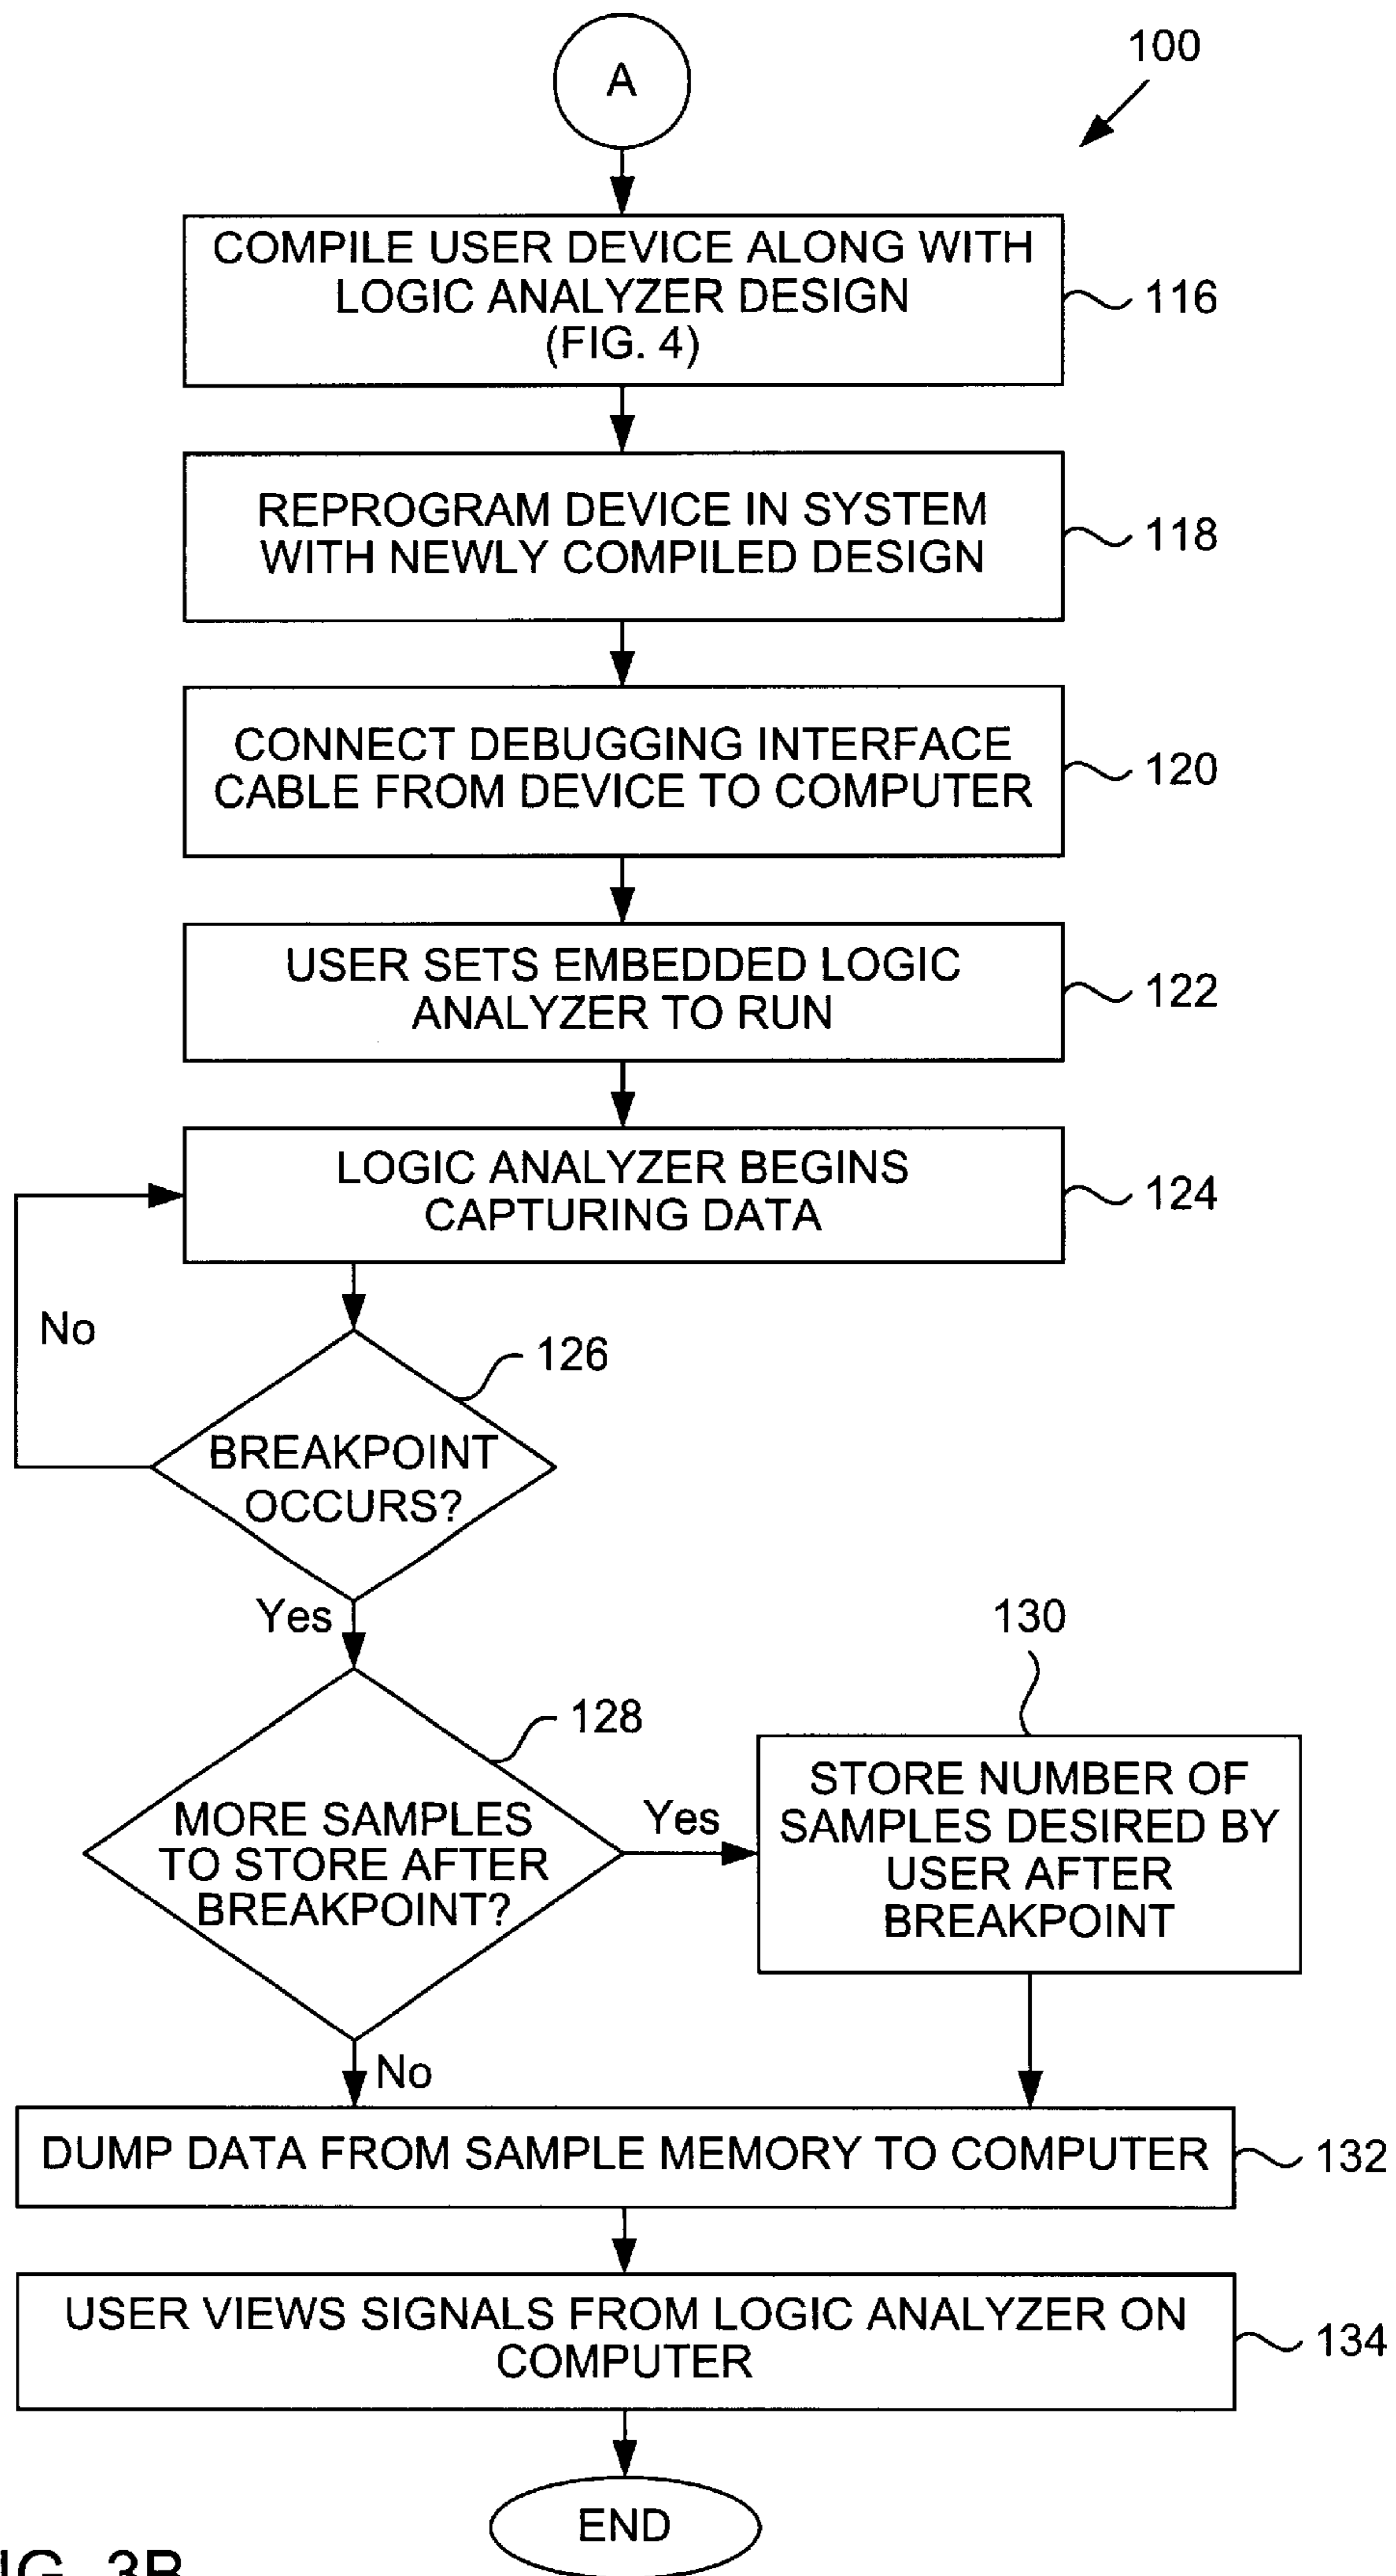 A
100
COMPILE USER DEVICE ALONG WITH
LOGIC ANALYZER DESIGN
(FIG. 4)
116
REPROGRAM DEVICE IN SYSTEM
WITH NEWLY COMPILED DESIGN
118
CONNECT DEBUGGING INTERFACE
CABLE FROM DEVICE TO COMPUTER
120
USER SETS EMBEDDED LOGIC
ANALYZER TO RUN
122
LOGIC ANALYZER BEGINS
CAPTURING DATA
124
No
126
BREAKPOINT
OCCURS?
Yes
128
MORE SAMPLES
TO STORE AFTER
BREAKPOINT?
Yes
130
STORE NUMBER OF
SAMPLES DESIRED BY
USER AFTER
BREAKPOINT
No
DUMP DATA FROM SAMPLE MEMORY TO COMPUTER
132
USER VIEWS SIGNALS FROM LOGIC ANALYZER ON
COMPUTER
134
END
3B